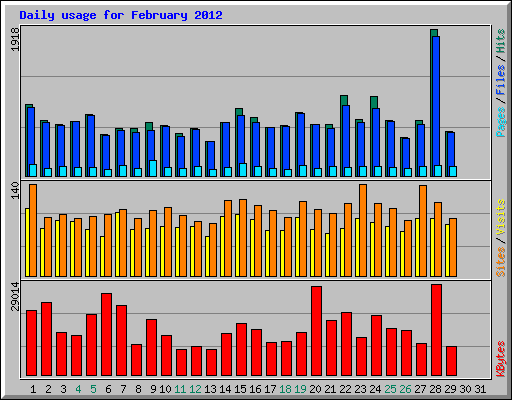 Daily usage for February 2012
1918
Pages / Files / Hits
140
Sites / Visits
29014
KBytes
1 2 3 4 5 6 7 8 9 10 11 12 13 14 15 16 17 18 19 20 21 22 23 24 25 26 27 28 29 30 31